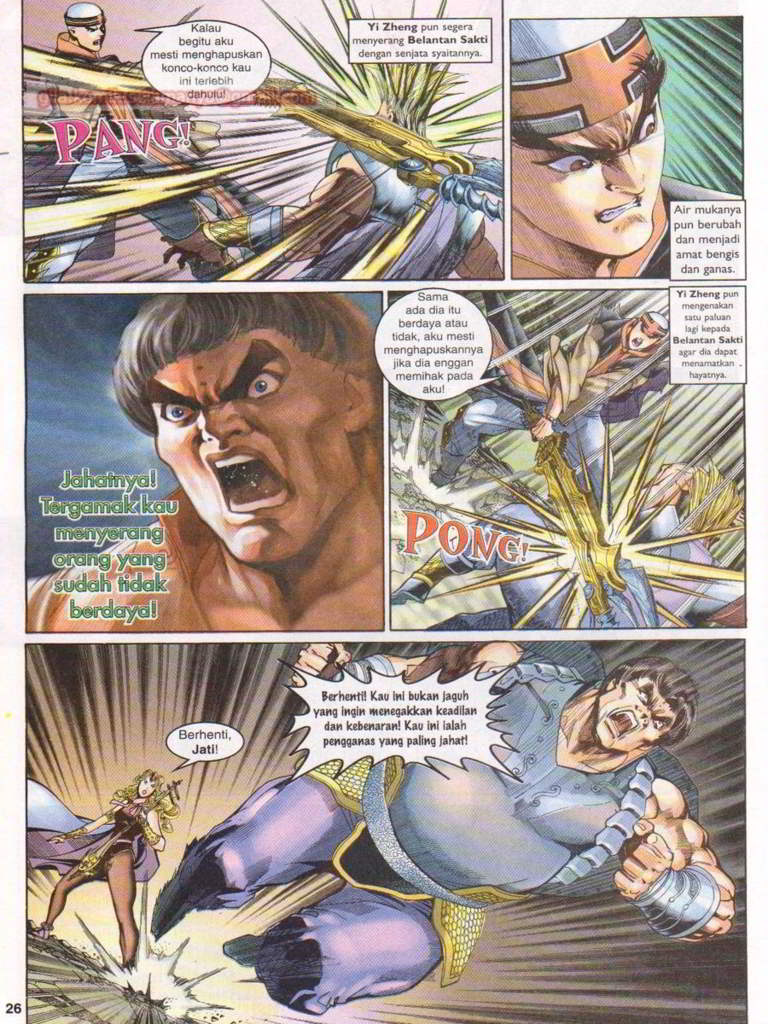 Kalau
begitu aku
mesti menghapuskan
konco-konco kau
ini terlebih
dahulu!
Yi Zheng pun segera
menyerang Belantan Sakti
dengan senjata syaitannya.
PANG!
Air mukanya
pun berubah
dan menjadi
amat bengis
dan ganas.
Jahatnya!
Tergamak kau
menyerang
orang yang
sudah tidak
berdaya!
Sama
ada dia itu
berdaya atau
tidak, aku mesti
menghapuskannya
jika dia enggan
memihak pada
aku!
Yi Zheng pun
mengenakan
satu paluan
lagi kepada
Belantan Sakti
agar dia dapat
menamatkan
hayatnya.
PONG!
Berhenti,
Jati!
Berhenti! Kau ini bukan jaguh
yang ingin menegakkan keadilan
dan kebenaran! Kau ini ialah
pengganas yang paling jahat!
26